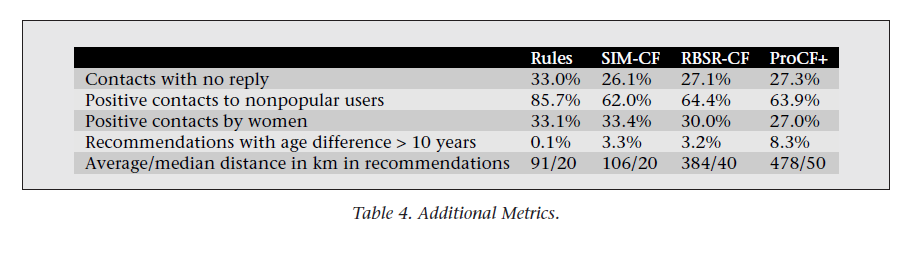 Rules SIM-CF RBSR-CF ProCF+
Contacts with no reply 33.0% 26.1% 27.1% 27.3%
Positive contacts to nonpopular users 85.7% 62.0% 64.4% 63.9%
Positive contacts by women 33.1% 33.4% 30.0% 27.0%
Recommendations with age difference > 10 years 0.1% 3.3% 3.2% 8.3%
Average/median distance in km in recommendations 91/20 106/20 384/40 478/50
Table 4. Additional Metrics.